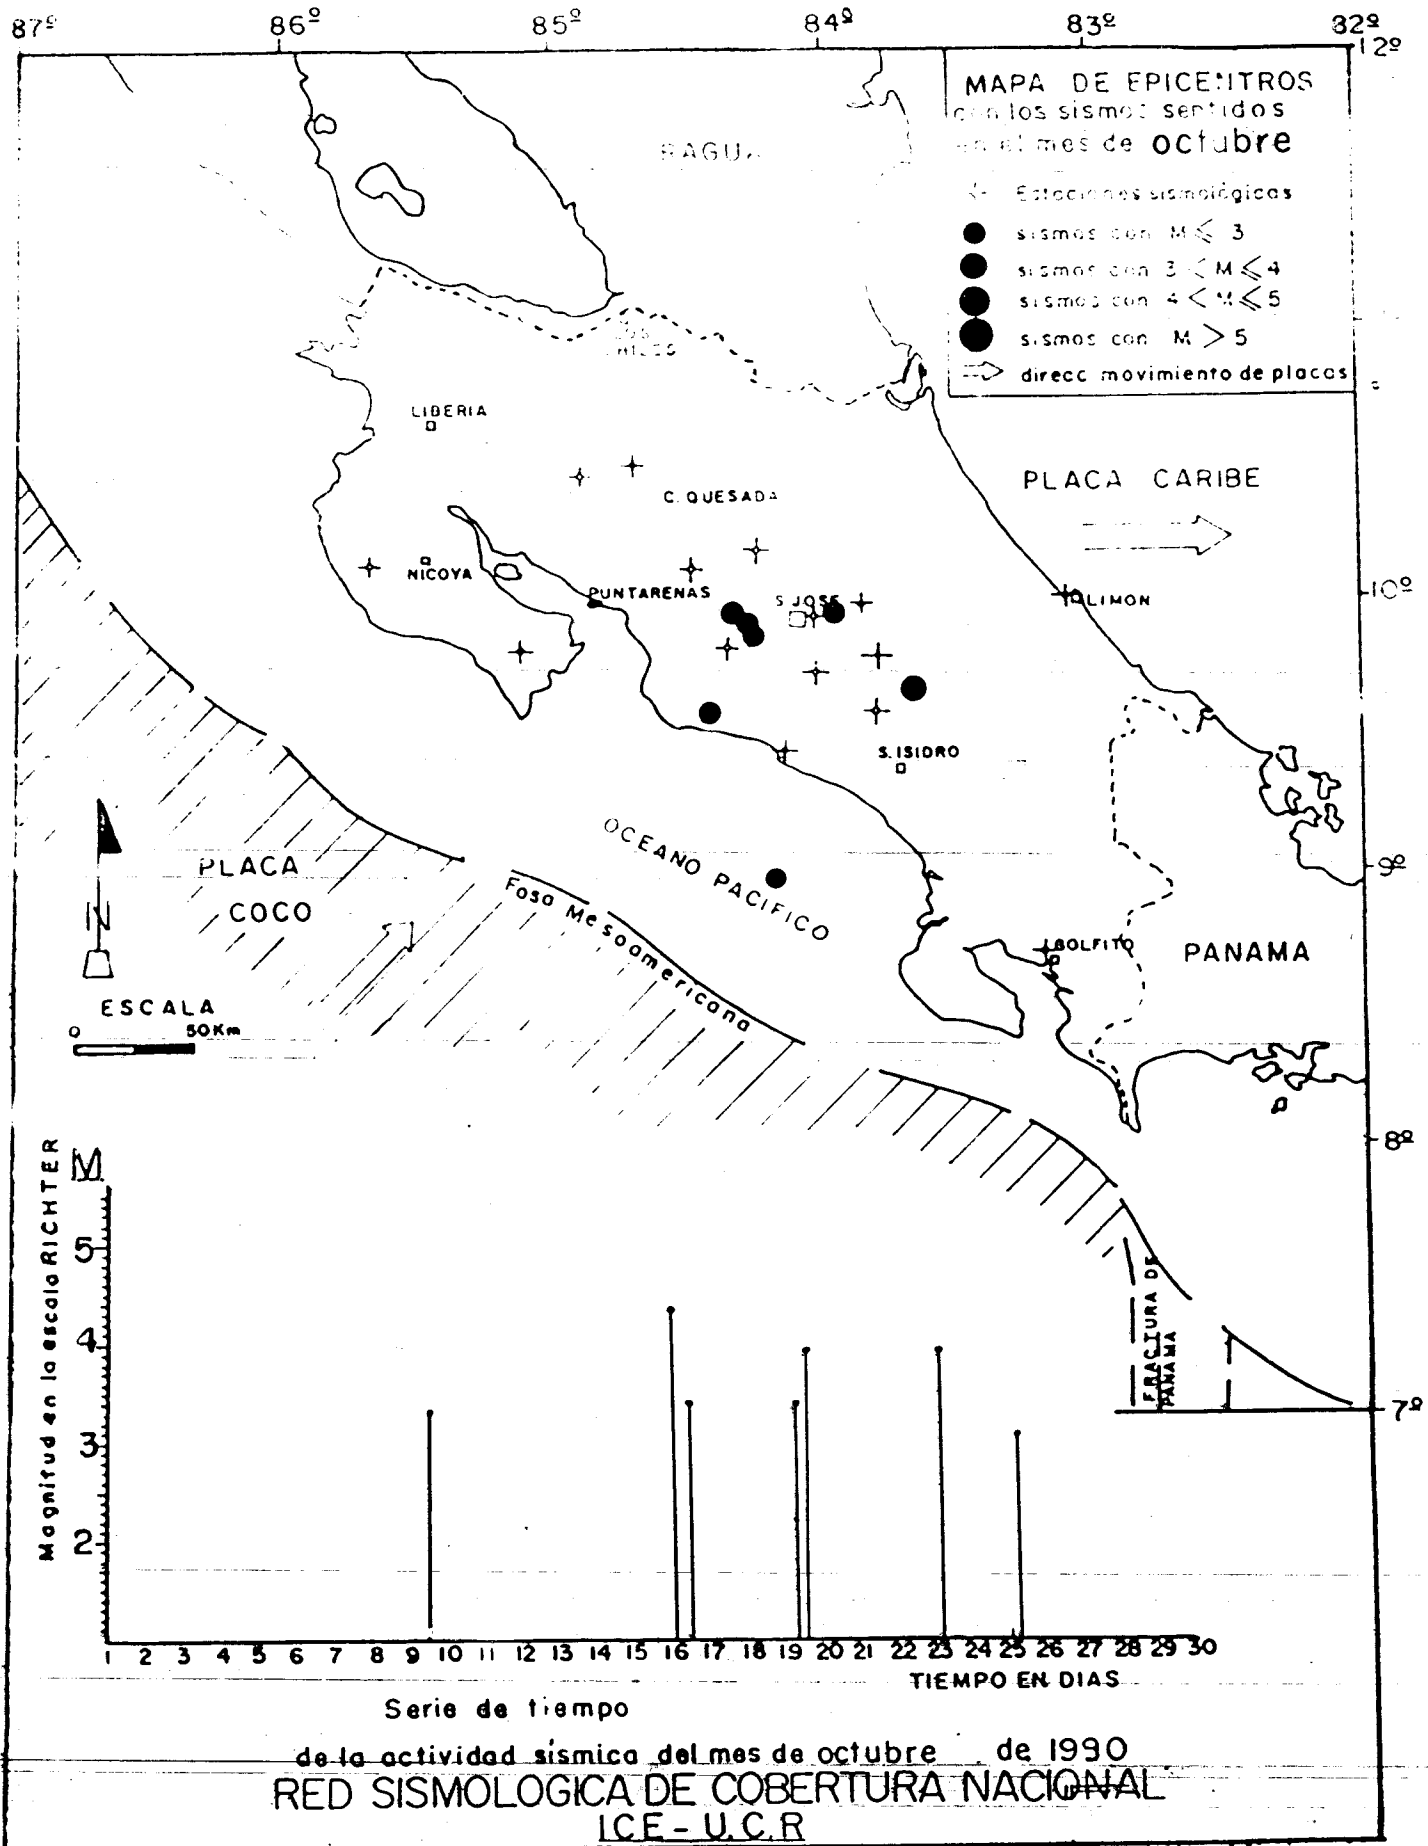 87º 86º 85º 84º 83º 82º
12º
MAPA DE EPICENTROS
con los sismos sentidos
en el mes de octubre
Estaciones sismológicas
sismos con M ⩽ 3
sismos con 3 < M ⩽ 4
sismos con 4 < M ⩽ 5
sismos con M > 5
direcc movimiento de placas
LIBERIA
C. QUESADA
PLACA CARIBE
NICOYA
PUNTARENAS
S. JOSE
LIMON
10º
S. ISIDRO
OCEANO PACIFICO
9º
PLACA
COCO
Fosa Mesoamericana
N
GOLFITO
PANAMA
ESCALA
0 50Km
8º
FRACTURA DE
PANAMA
7º
M
Magnitud en la escala RICHTER
5
4
3
2
1 2 3 4 5 6 7 8 9 10 11 12 13 14 15 16 17 18 19 20 21 22 23 24 25 26 27 28 29 30
TIEMPO EN DIAS
Serie de tiempo
de la actividad sísmica del mes de octubre de 1990
RED SISMOLOGICA DE COBERTURA NACIONAL
ICE - U.C.R